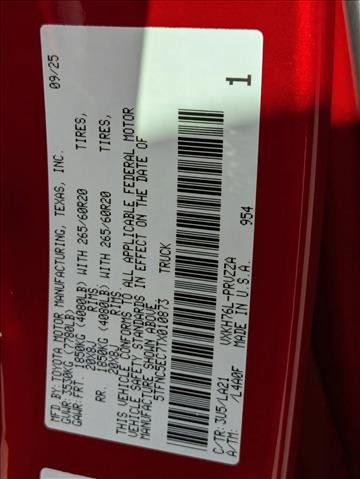 MFD.BY: TOYOTA MOTOR MANUFACTURING, TEXAS, INC. 09/25
GVWR: 3530KG (7780LB)
GAWR: FRT. 1850KG (4080LB) WITH 265/60R20 TIRES,
20X8J RIMS,
RR. 1850KG (4080LB) WITH 265/60R20 TIRES,
20X8J RIMS.
THIS VEHICLE CONFORMS TO ALL APPLICABLE FEDERAL MOTOR
VEHICLE SAFETY STANDARDS IN EFFECT ON THE DATE OF
MANUFACTURE SHOWN ABOVE.
5TFNC5EC7TX010873 TRUCK
1
954
C/TR: 3U5/LA21 VXKH76L-PRUZZA
A/TM: /L4A0F MADE IN U.S.A.